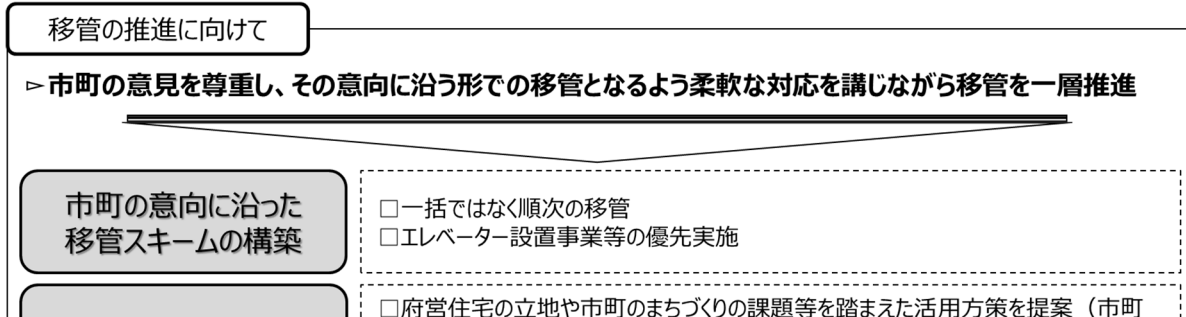 移管の推進に向けて
▻市町の意見を尊重し、その意向に沿う形での移管となるよう柔軟な対応を講じながら移管を一層推進
市町の意向に沿った
移管スキームの構築
□一括ではなく順次の移管
□エレベーター設置事業等の優先実施
□府営住宅の立地や市町のまちづくりの課題等を踏まえた活用方策を提案（市町